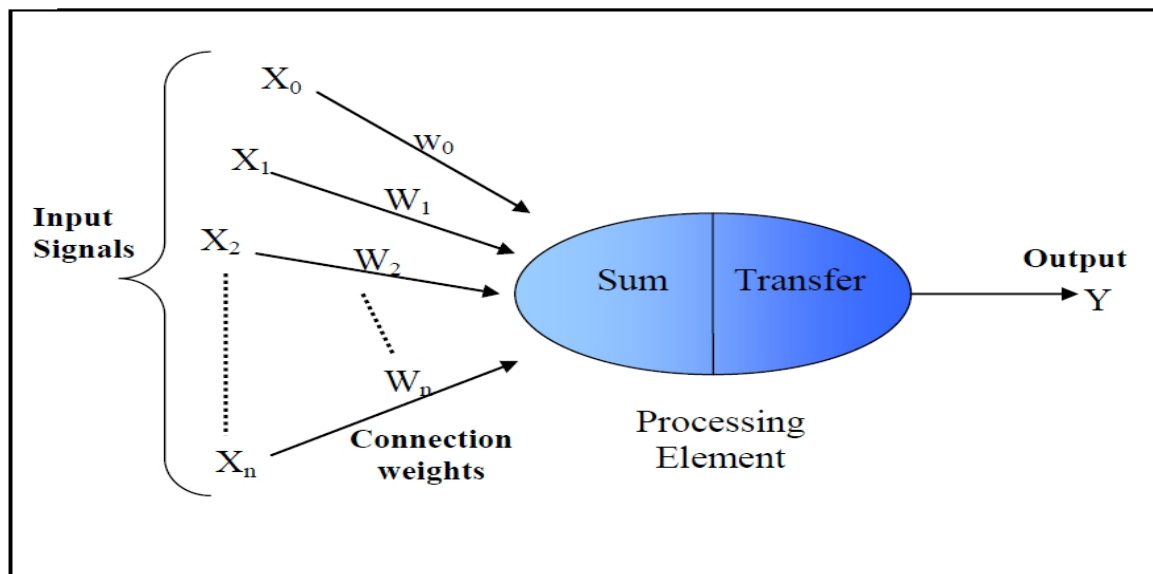 X₀
w₀
X₁
W₁
Input
Signals
X₂
W₂
Sum
Transfer
Output
Y
Wₙ
Processing
Element
Connection
weights
Xₙ